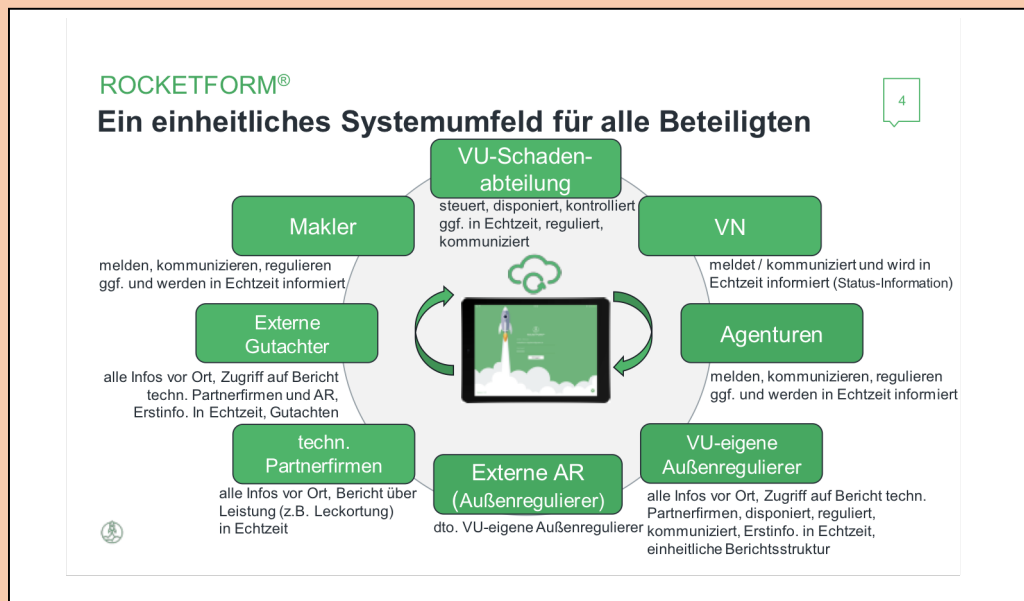 ROCKETFORM®
4
Ein einheitliches Systemumfeld für alle Beteiligten
VU-Schaden-
abteilung
steuert, disponiert, kontrolliert
ggf. in Echtzeit, reguliert,
kommuniziert
Makler
melden, kommunizieren, regulieren
ggf. und werden in Echtzeit informiert
VN
meldet / kommuniziert und wird in
Echtzeit informiert (Status-Information)
Externe
Gutachter
alle Infos vor Ort, Zugriff auf Bericht
techn. Partnerfirmen und AR,
Erstinfo. In Echtzeit, Gutachten
Agenturen
melden, kommunizieren, regulieren
ggf. und werden in Echtzeit informiert
techn.
Partnerfirmen
alle Infos vor Ort, Bericht über
Leistung (z.B. Leckortung)
in Echtzeit
Externe AR
(Außenregulierer)
dto. VU-eigene Außenregulierer
VU-eigene
Außenregulierer
alle Infos vor Ort, Zugriff auf Bericht techn.
Partnerfirmen, disponiert, reguliert,
kommuniziert, Erstinfo. in Echtzeit,
einheitliche Berichtsstruktur